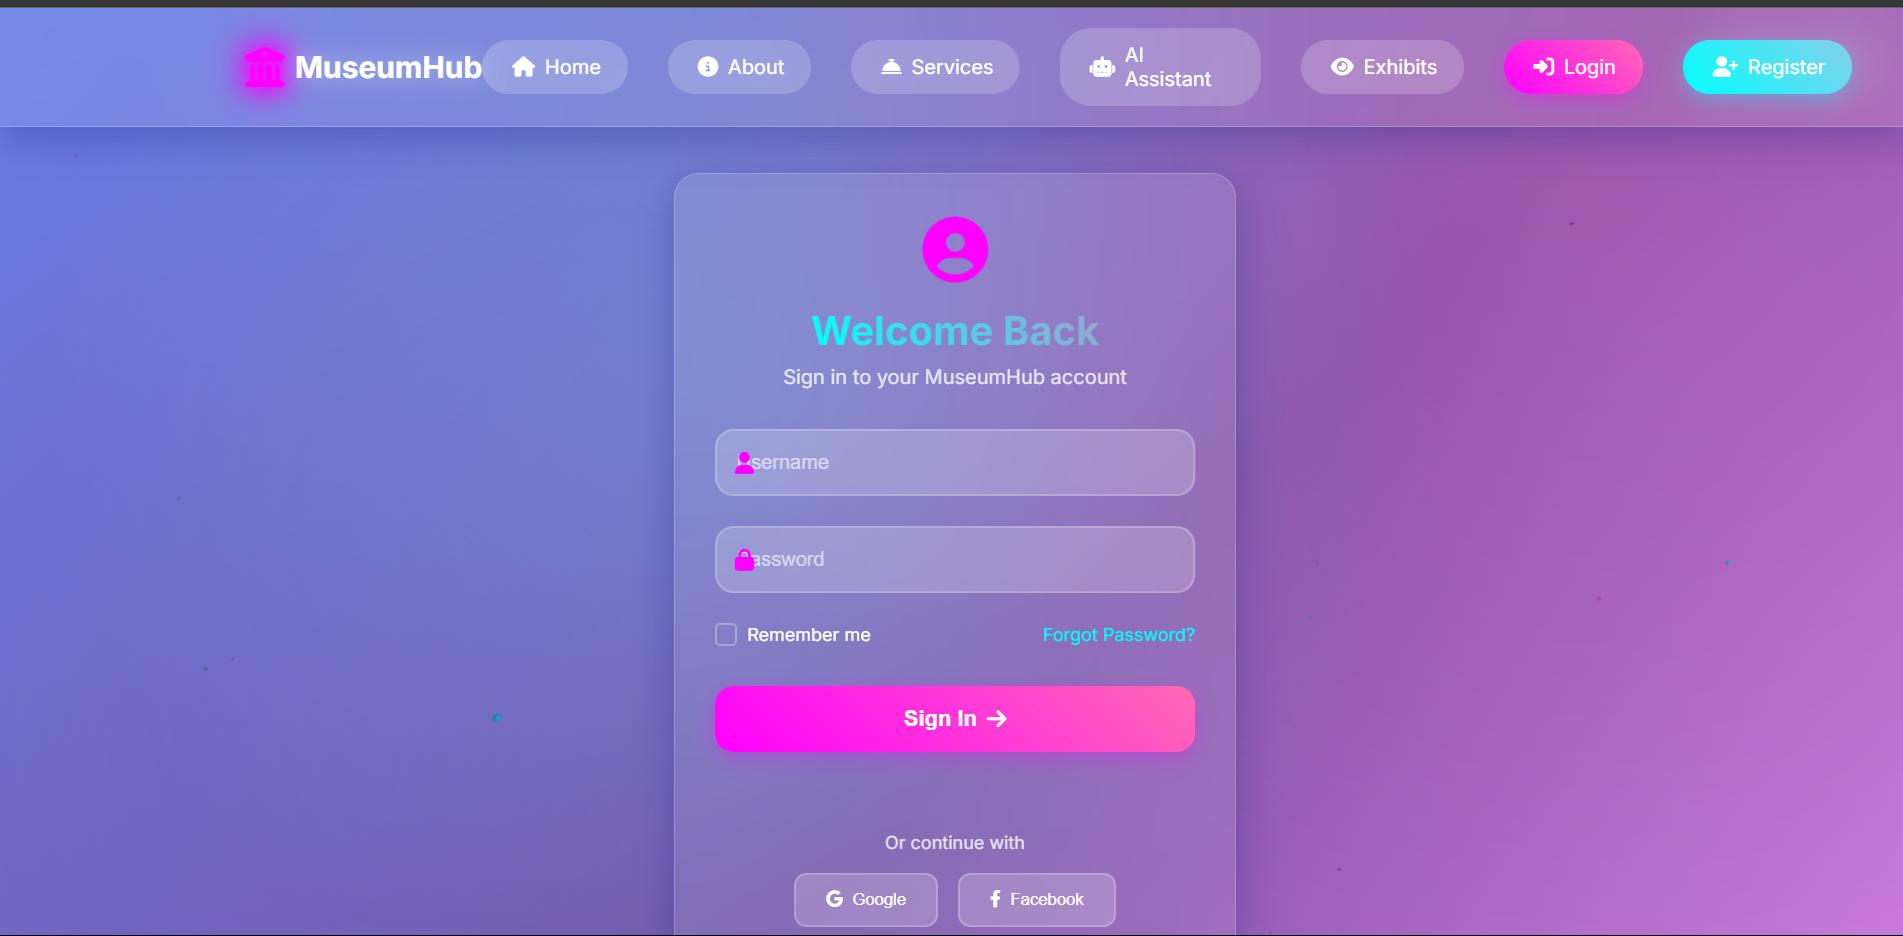 MuseumHub
Home
About
Services
AI
Assistant
Exhibits
Login
Register
Welcome Back
Sign in to your MuseumHub account
sername
assword
Remember me
Forgot Password?
Sign In
Or continue with
Google
Facebook